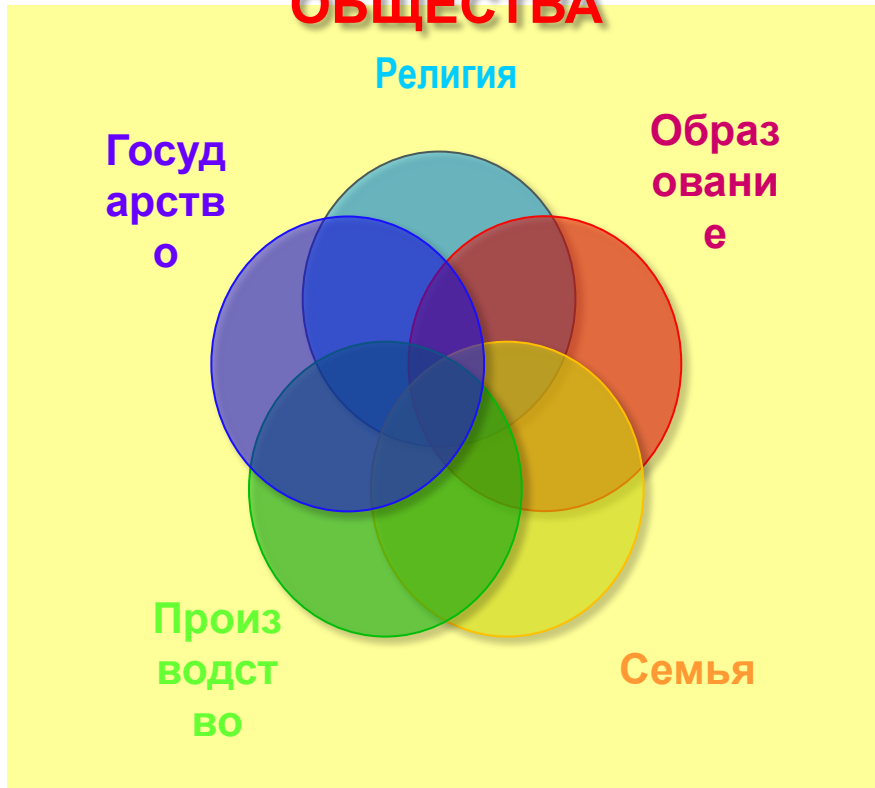 ОБЩЕСТВА
Религия
Госуд
арств
о
Образ
овани
е
Произ
водст
во
Семья